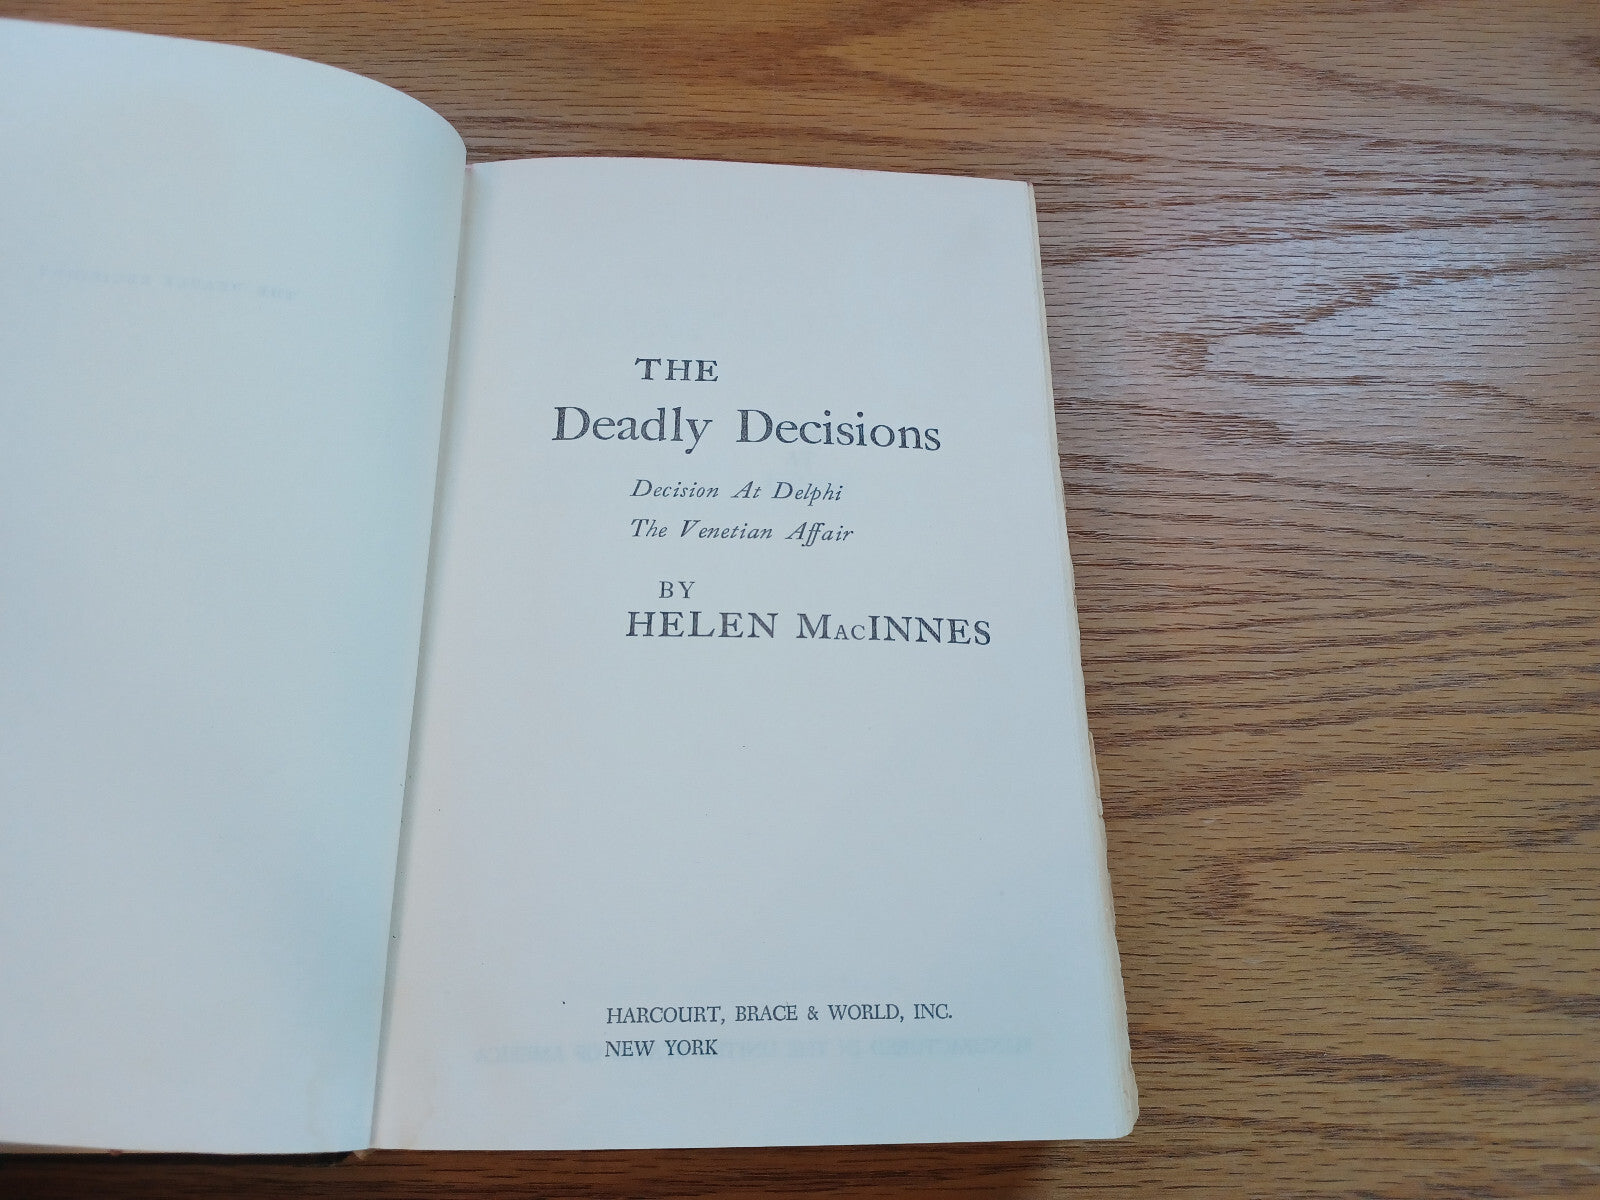 THE
Deadly Decisions
Decision At Delphi
The Venetian Affair
BY
HELEN MacINNES
HARCOURT, BRACE & WORLD, INC.
NEW YORK